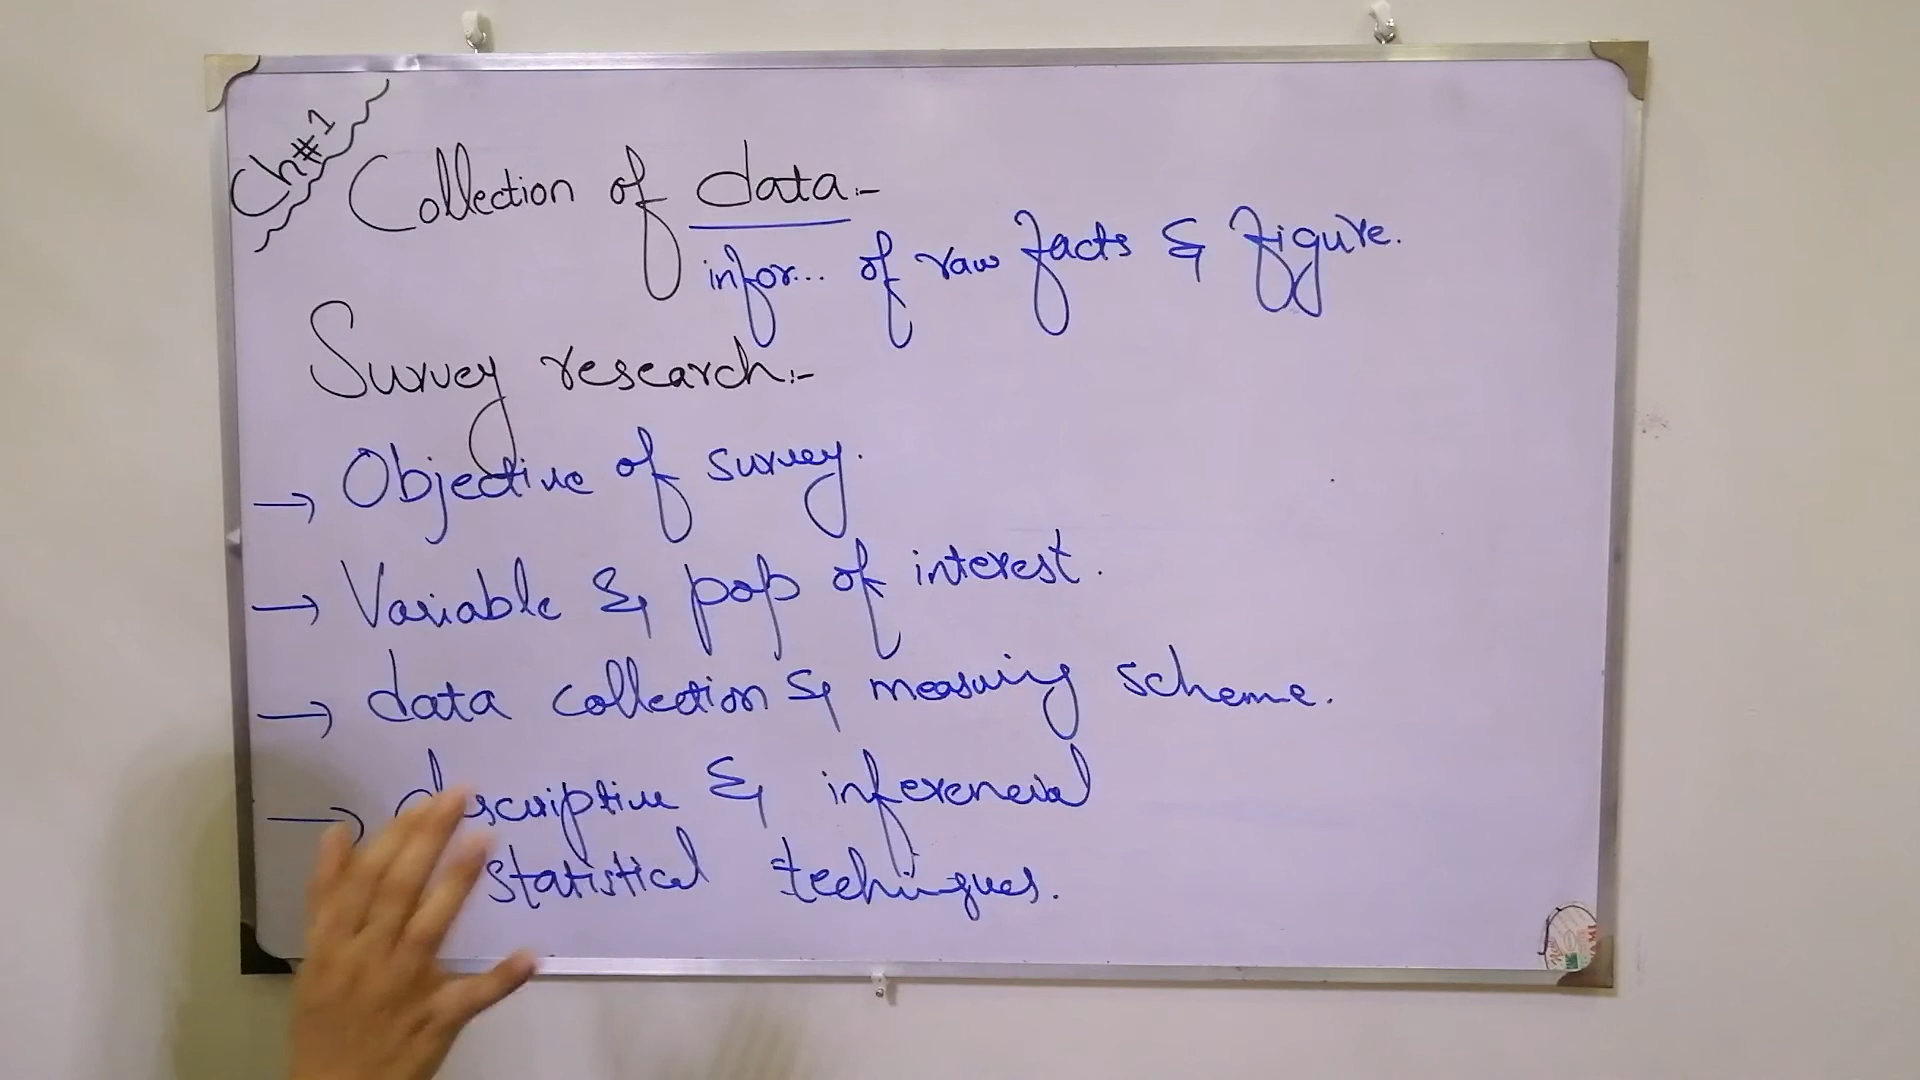 Ch#1
Collection of data:-
infor... of raw facts & figure.
Survey research:-
→ Objective of survey.
→ Variable & pop of interest.
→ data collection & measuring scheme.
→ descriptive & inferencial
statistical techniques.